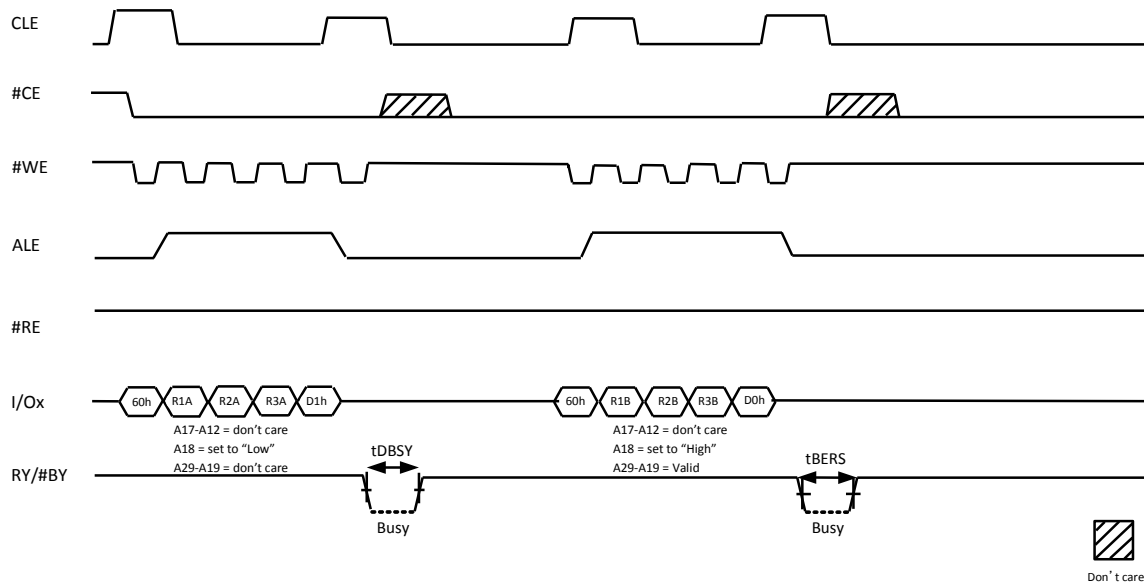 CLE
#CE
#WE
ALE
#RE
I/Ox
60h R1A R2A R3A D1h 60h R1B R2B R3B D0h
A17-A12 = don't care
A18 = set to "Low"
A29-A19 = don't care
A17-A12 = don't care
A18 = set to "High"
A29-A19 = Valid
RY/#BY
tDBSY
Busy
tBERS
Busy
Don't care